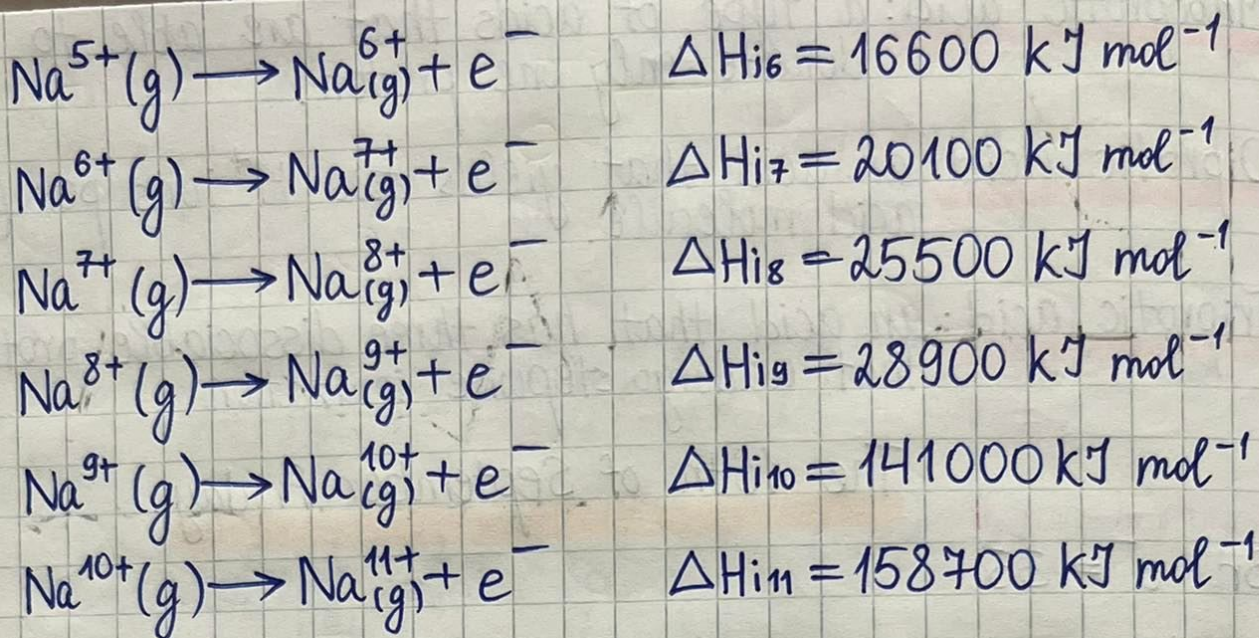 Na⁵⁺(g) → Na⁶⁺(g) + e⁻ ΔHi₆ = 16600 kJ mol⁻¹
Na⁶⁺(g) → Na⁷⁺(g) + e⁻ ΔHi₇ = 20100 kJ mol⁻¹
Na⁷⁺(g) → Na⁸⁺(g) + e⁻ ΔHi₈ = 25500 kJ mol⁻¹
Na⁸⁺(g) → Na⁹⁺(g) + e⁻ ΔHi₉ = 28900 kJ mol⁻¹
Na⁹⁺(g) → Na¹⁰⁺(g) + e⁻ ΔHi₁₀ = 141000 kJ mol⁻¹
Na¹⁰⁺(g) → Na¹¹⁺(g) + e⁻ ΔHi₁₁ = 158700 kJ mol⁻¹